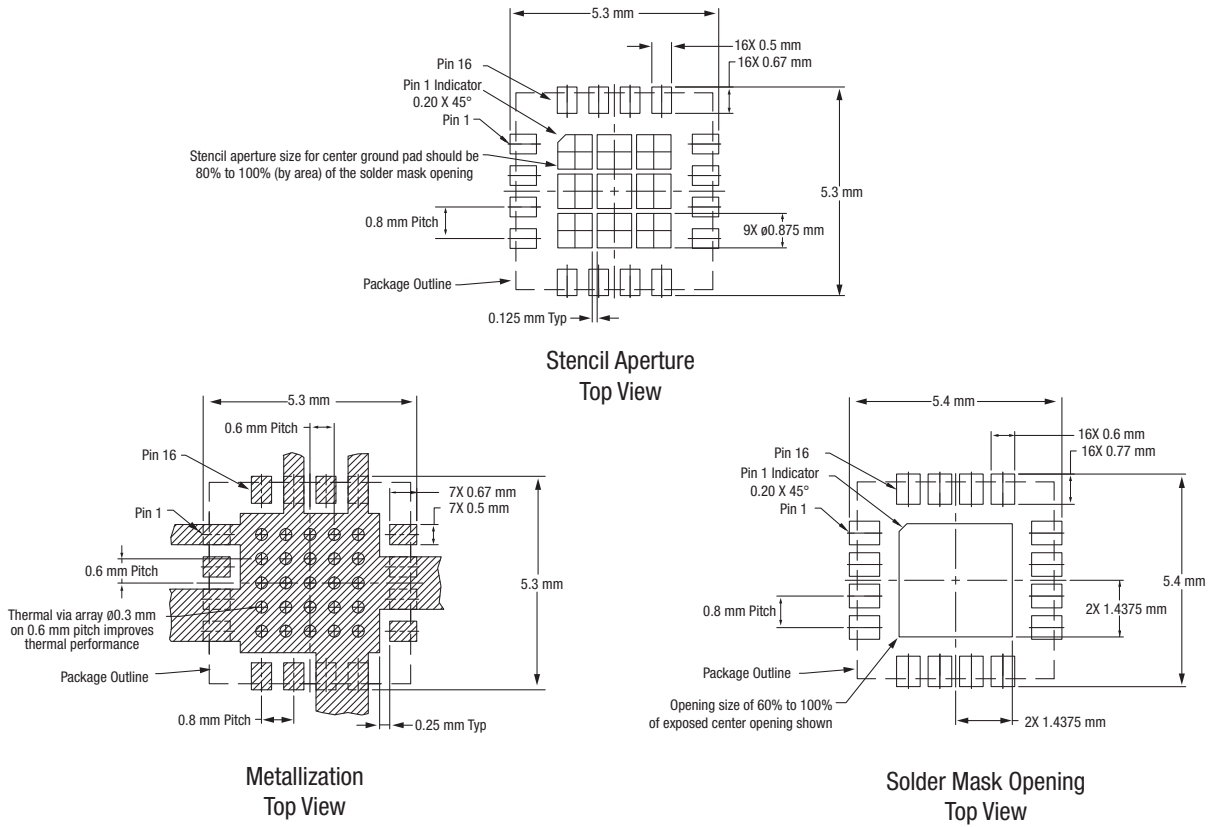 5.3 mm
16X 0.5 mm
16X 0.67 mm
Pin 16
Pin 1 Indicator
0.20 X 45°
Pin 1
Stencil aperture size for center ground pad should be
80% to 100% (by area) of the solder mask opening
5.3 mm
0.8 mm Pitch
9X ø0.875 mm
Package Outline
0.125 mm Typ
Stencil Aperture
Top View
5.3 mm
0.6 mm Pitch
Pin 16
7X 0.67 mm
7X 0.5 mm
Pin 1
0.6 mm Pitch
5.3 mm
Thermal via array ø0.3 mm
on 0.6 mm pitch improves
thermal performance
Package Outline
0.8 mm Pitch
0.25 mm Typ
Metallization
Top View
5.4 mm
16X 0.6 mm
16X 0.77 mm
Pin 16
Pin 1 Indicator
0.20 X 45°
Pin 1
5.4 mm
0.8 mm Pitch
2X 1.4375 mm
Package Outline
Opening size of 60% to 100%
of exposed center opening shown
2X 1.4375 mm
Solder Mask Opening
Top View